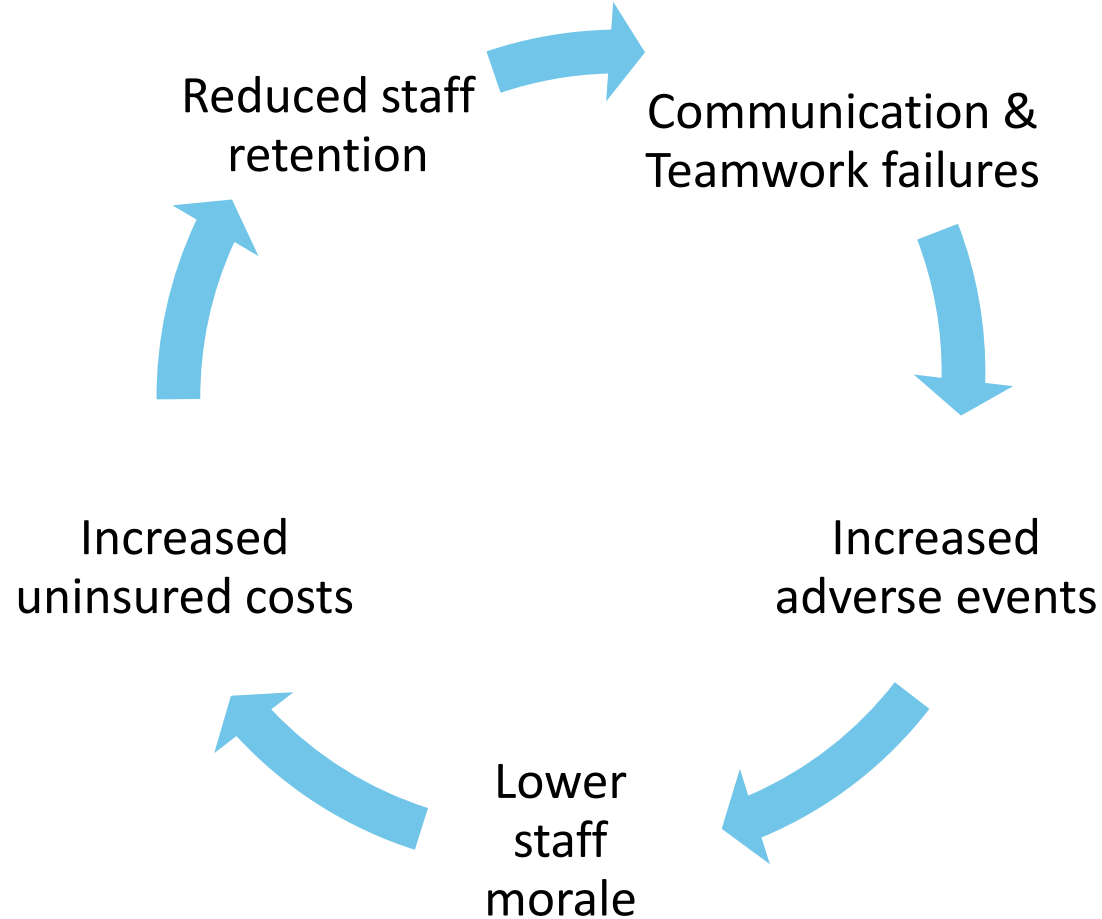 Reduced staff
retention
Communication &
Teamwork failures
Increased
adverse events
Lower
staff
morale
Increased
uninsured costs